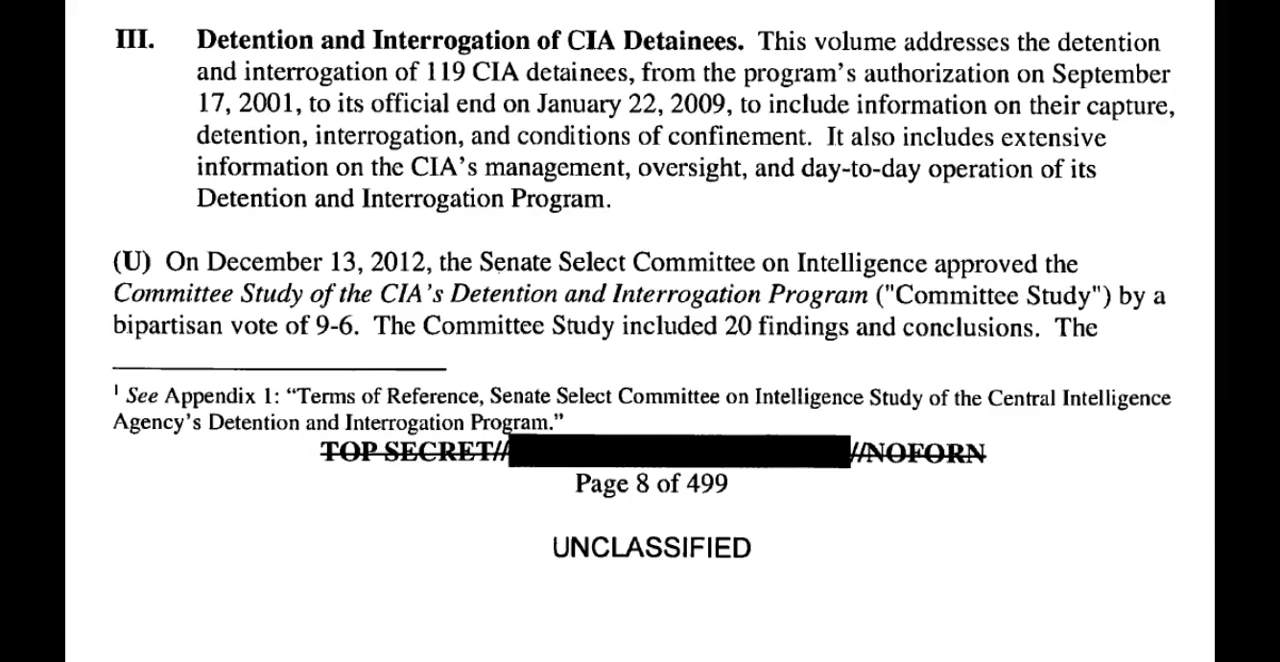 III. Detention and Interrogation of CIA Detainees. This volume addresses the detention
and interrogation of 119 CIA detainees, from the program's authorization on September
17, 2001, to its official end on January 22, 2009, to include information on their capture,
detention, interrogation, and conditions of confinement. It also includes extensive
information on the CIA's management, oversight, and day-to-day operation of its
Detention and Interrogation Program.
(U) On December 13, 2012, the Senate Select Committee on Intelligence approved the
Committee Study of the CIA's Detention and Interrogation Program ("Committee Study") by a
bipartisan vote of 9-6. The Committee Study included 20 findings and conclusions. The
1 See Appendix 1: “Terms of Reference, Senate Select Committee on Intelligence Study of the Central Intelligence
Agency's Detention and Interrogation Program.”
TOP SECRET// //NOFORN
Page 8 of 499
UNCLASSIFIED